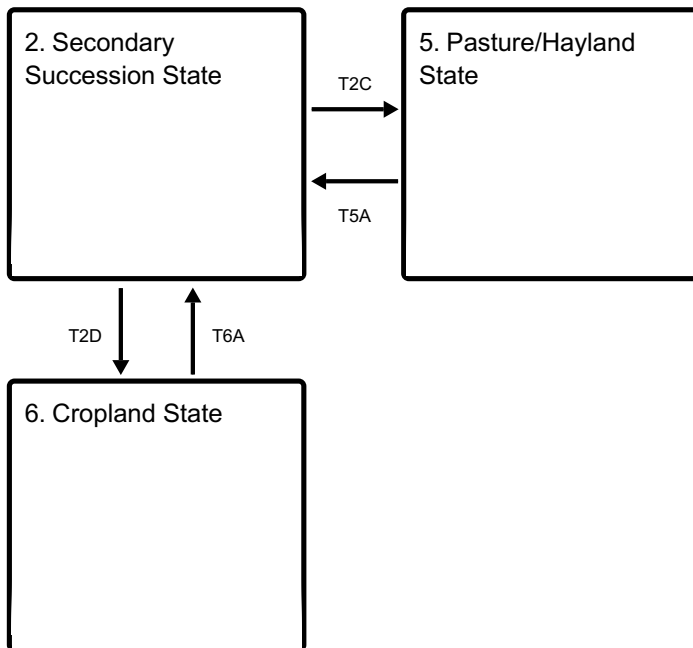 2. Secondary
Succession State
5. Pasture/Hayland
State
T2C
T5A
T2D
T6A
6. Cropland State